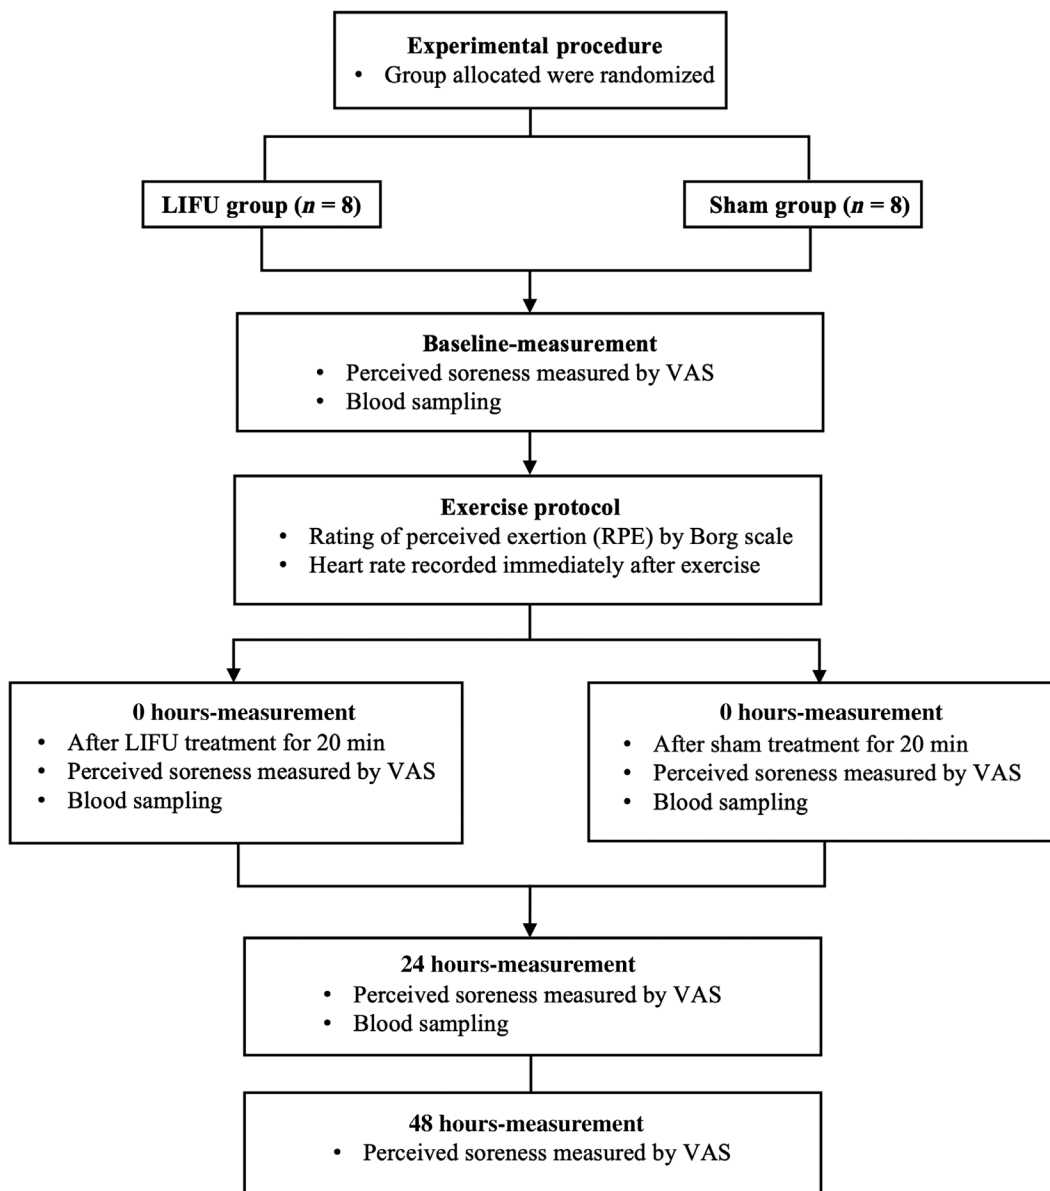 Experimental procedure
• Group allocated were randomized
LIFU group (n = 8)
Sham group (n = 8)
Baseline-measurement
• Perceived soreness measured by VAS
• Blood sampling
Exercise protocol
• Rating of perceived exertion (RPE) by Borg scale
• Heart rate recorded immediately after exercise
0 hours-measurement
• After LIFU treatment for 20 min
• Perceived soreness measured by VAS
• Blood sampling
0 hours-measurement
• After sham treatment for 20 min
• Perceived soreness measured by VAS
• Blood sampling
24 hours-measurement
• Perceived soreness measured by VAS
• Blood sampling
48 hours-measurement
• Perceived soreness measured by VAS